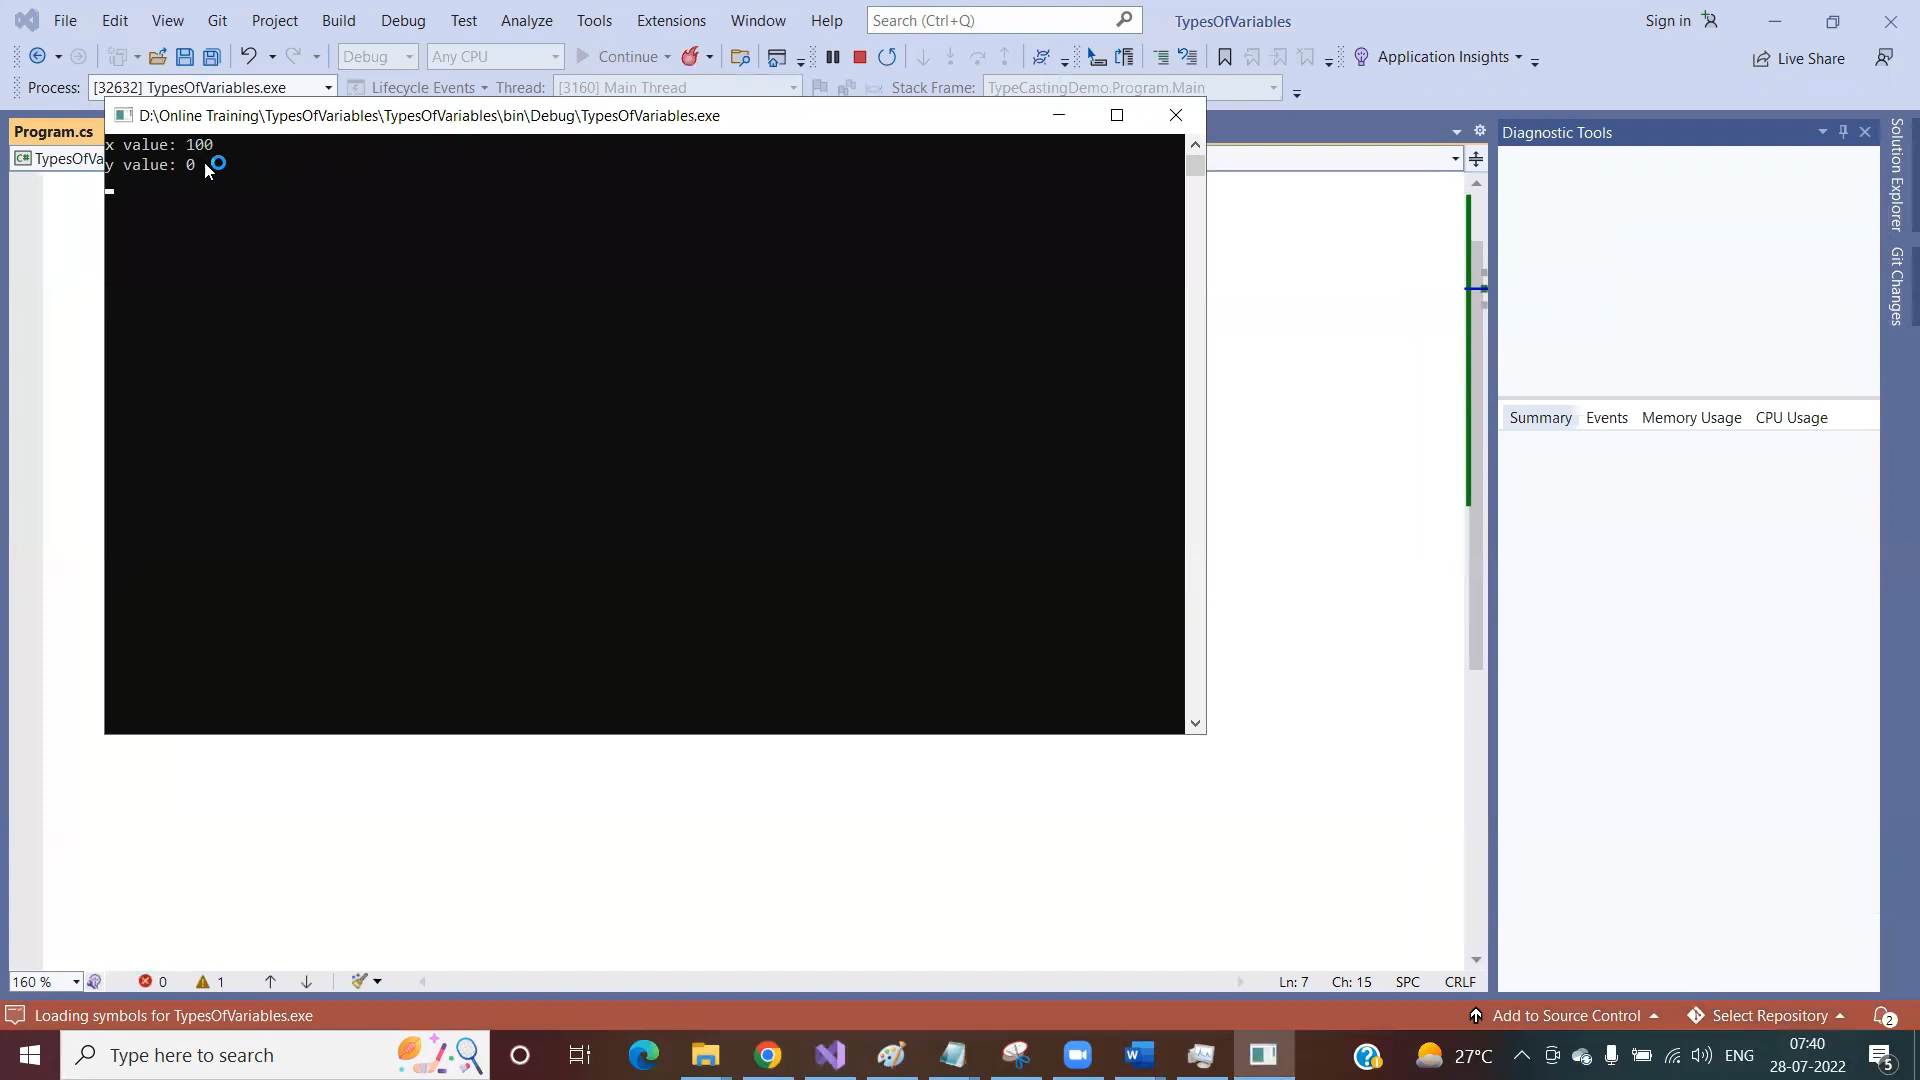 File Edit View Git Project Build Debug Test Analyze Tools Extensions Window Help Search (Ctrl+Q) TypesOfVariables Sign in
Debug Any CPU Continue Application Insights Live Share
Process: [32632] TypesOfVariables.exe Lifecycle Events Thread: [3160] Main Thread Stack Frame: TypeCastingDemo.Program.Main
D:\Online Training\TypesOfVariables\TypesOfVariables\bin\Debug\TypesOfVariables.exe
Program.cs
C# TypesOfVa
x value: 100
y value: 0
Diagnostic Tools
Summary Events Memory Usage CPU Usage
Solution Explorer
Git Changes
160 % 0 1 Ln: 7 Ch: 15 SPC CRLF
Loading symbols for TypesOfVariables.exe Add to Source Control Select Repository 2
Type here to search 27°C ENG 07:40
28-07-2022 5